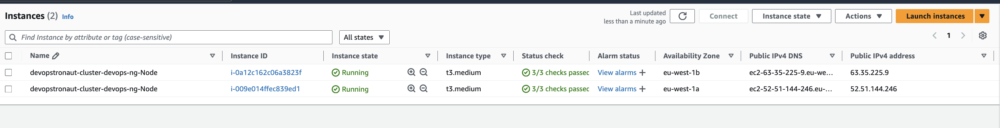 Instances (2) Info
Last updated
less than a minute ago
Connect
Instance state
Actions
Launch instances
Find Instance by attribute or tag (case-sensitive)
All states
1
Name Instance ID Instance state Instance type Status check Alarm status Availability Zone Public IPv4 DNS Public IPv4 address
devopstronaut-cluster-devops-ng-Node i-0a12c162c06a3823f Running t3.medium 3/3 checks passec View alarms + eu-west-1b ec2-63-35-225-9.eu-we... 63.35.225.9
devopstronaut-cluster-devops-ng-Node i-009e014ffec839ed1 Running t3.medium 3/3 checks passec View alarms + eu-west-1a ec2-52-51-144-246.eu-... 52.51.144.246